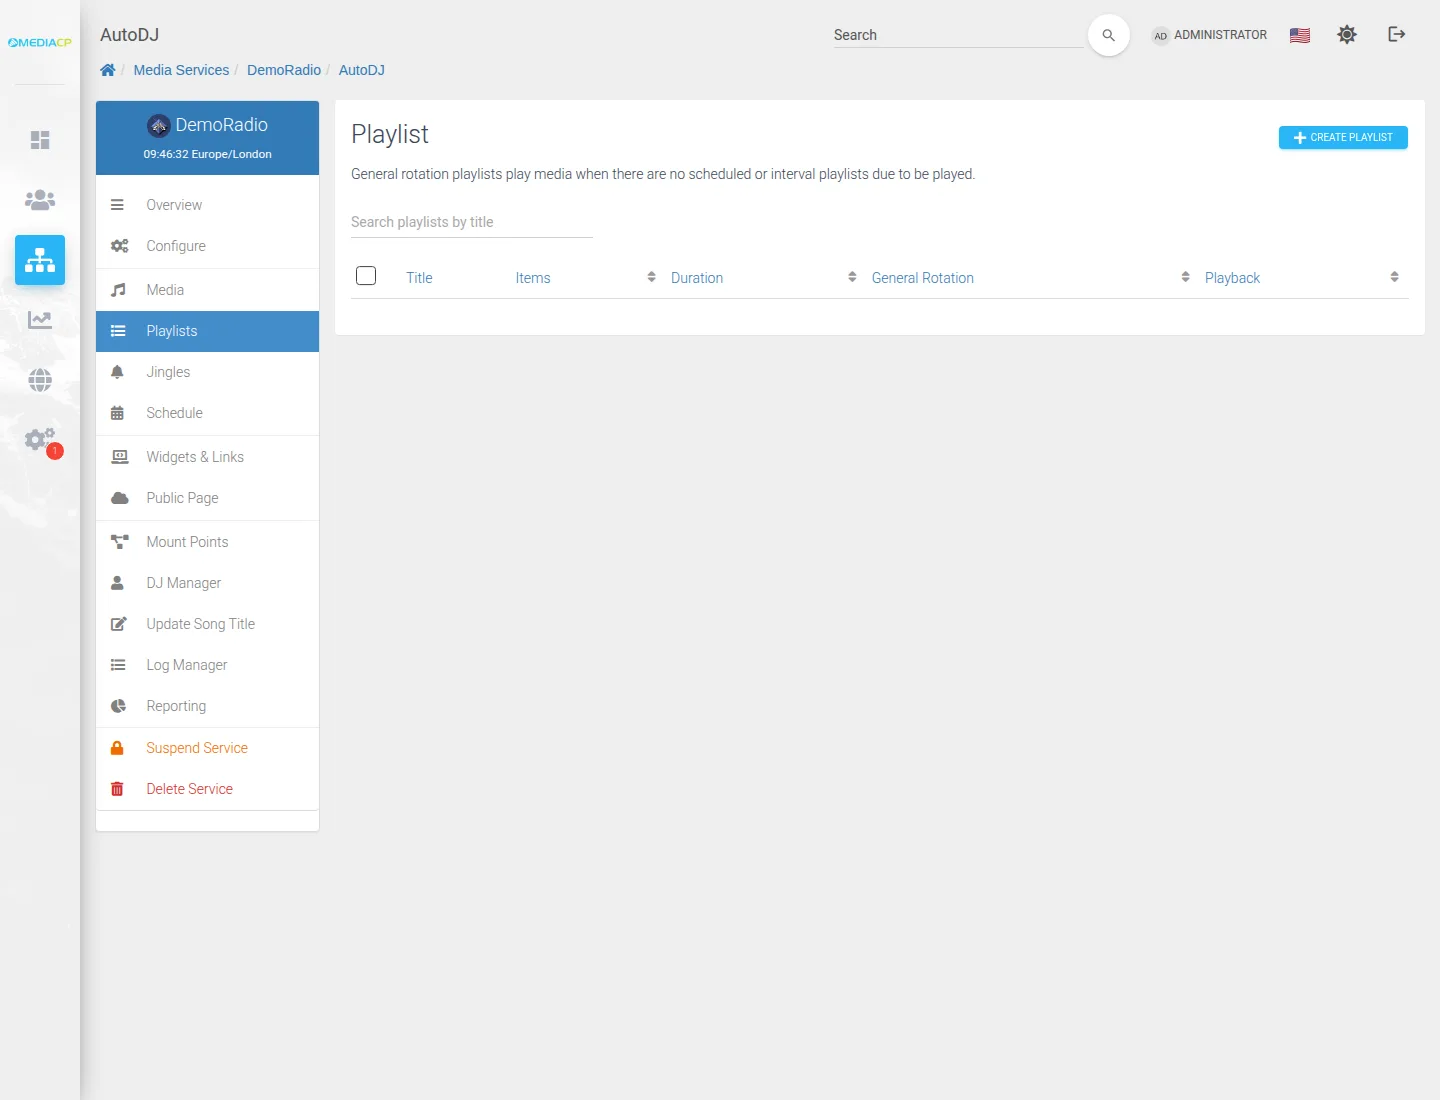 MEDIACP
AutoDJ
Search
AD ADMINISTRATOR
/ Media Services / DemoRadio / AutoDJ
DemoRadio
09:46:32 Europe/London
Overview
Configure
Media
Playlists
Jingles
Schedule
Widgets & Links
Public Page
Mount Points
DJ Manager
Update Song Title
Log Manager
Reporting
Suspend Service
Delete Service
1
Playlist
CREATE PLAYLIST
General rotation playlists play media when there are no scheduled or interval playlists due to be played.
Search playlists by title
Title Items Duration General Rotation Playback